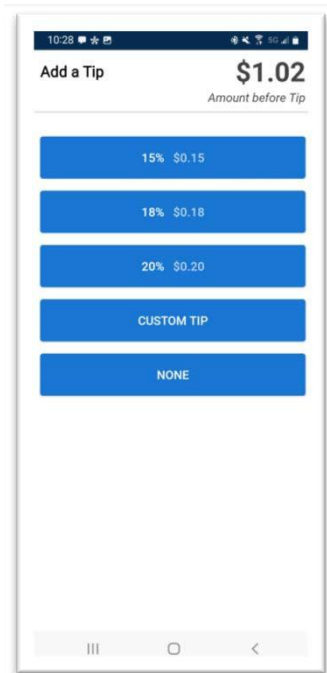 10:28 5G
Add a Tip $1.02
Amount before Tip
15% $0.15
18% $0.18
20% $0.20
CUSTOM TIP
NONE